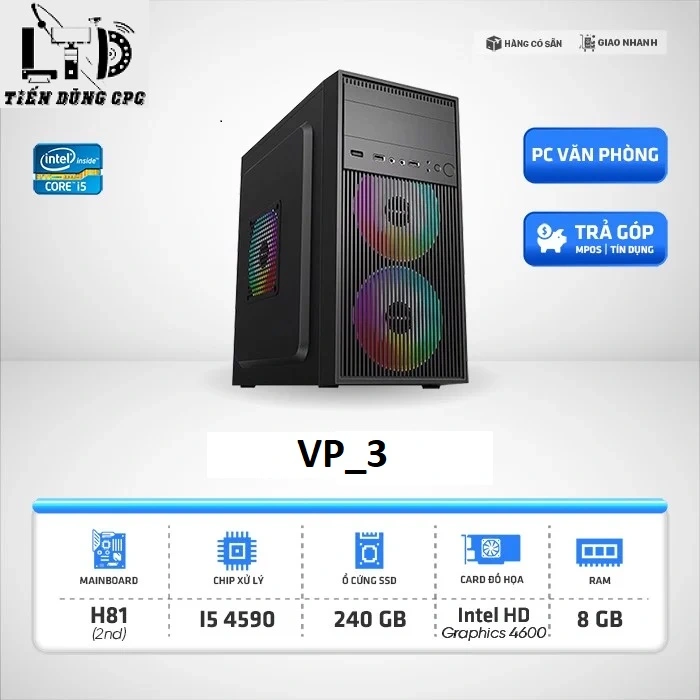 LTD
TIẾN DŨNG CPC
HÀNG CÓ SẴN
GIAO NHANH
intel inside
CORE i5
PC VĂN PHÒNG
TRẢ GÓP
MPOS | TÍN DỤNG
VP_3
MAINBOARD
CHIP XỬ LÝ
Ổ CỨNG SSD
CARD ĐỒ HỌA
RAM
H81
(2nd)
I5 4590
240 GB
Intel HD
Graphics 4600
8 GB